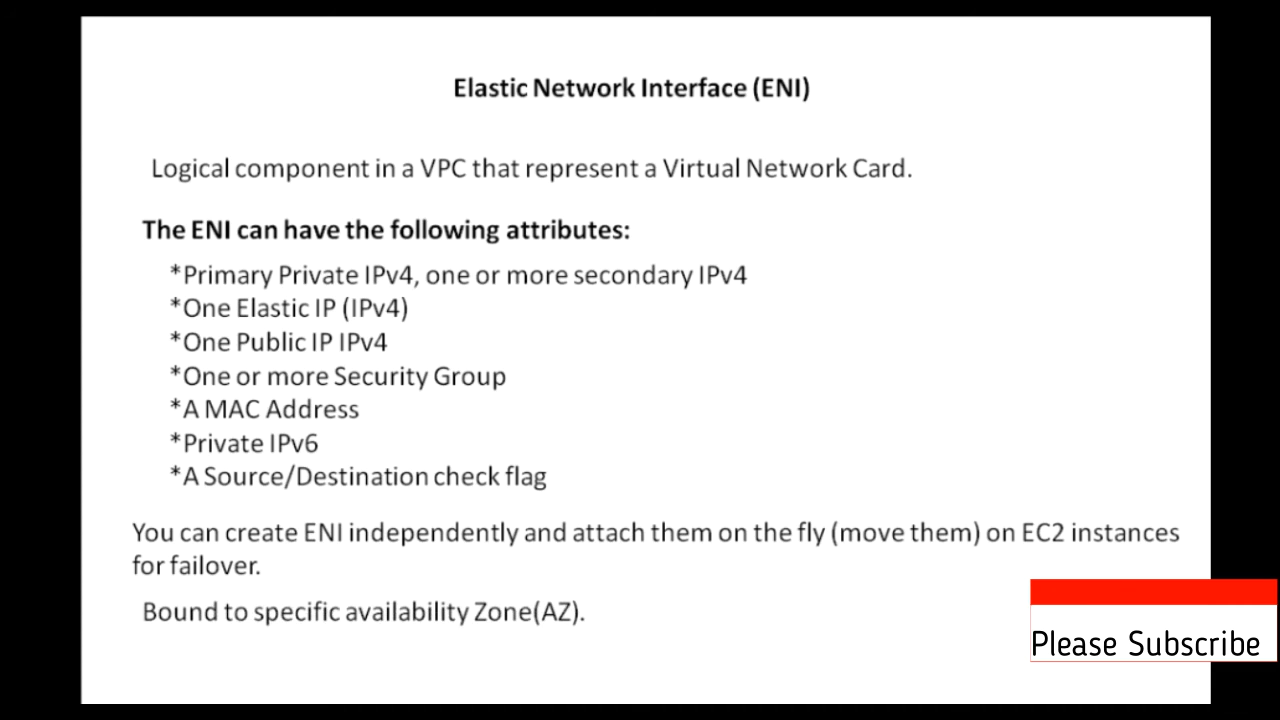 Elastic Network Interface (ENI)
Logical component in a VPC that represent a Virtual Network Card.
The ENI can have the following attributes:
*Primary Private IPv4, one or more secondary IPv4
*One Elastic IP (IPv4)
*One Public IP IPv4
*One or more Security Group
*A MAC Address
*Private IPv6
*A Source/Destination check flag
You can create ENI independently and attach them on the fly (move them) on EC2 instances
for failover.
Bound to specific availability Zone(AZ).
Please Subscribe